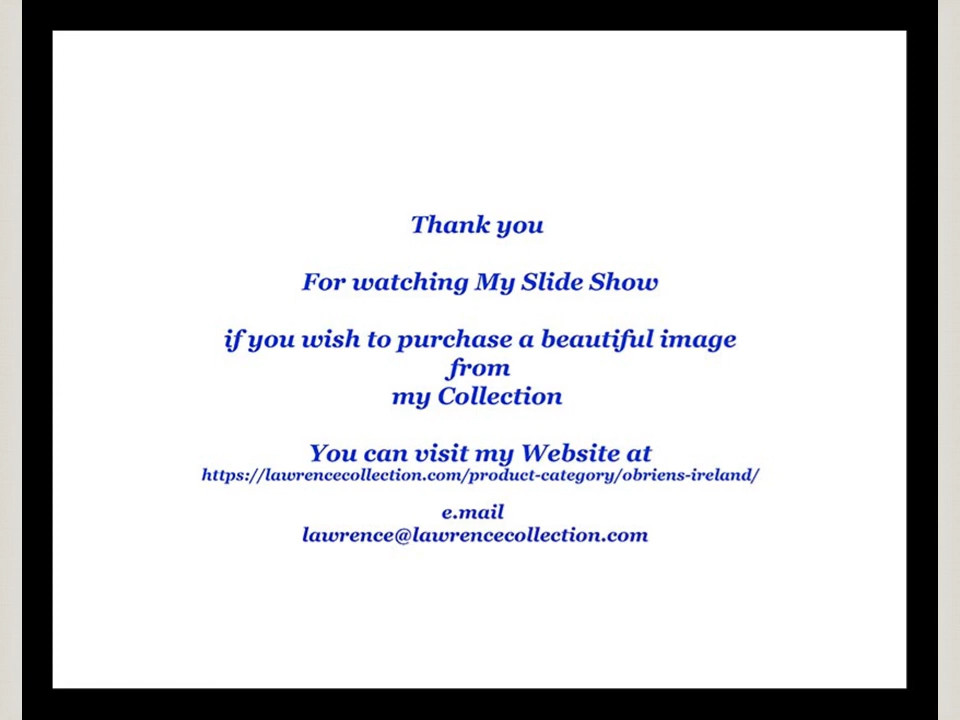 Thank you
For watching My Slide Show
if you wish to purchase a beautiful image
from
my Collection
You can visit my Website at
https://lawrencecollection.com/product-category/obriens-ireland/
e.mail
lawrence@lawrencecollection.com